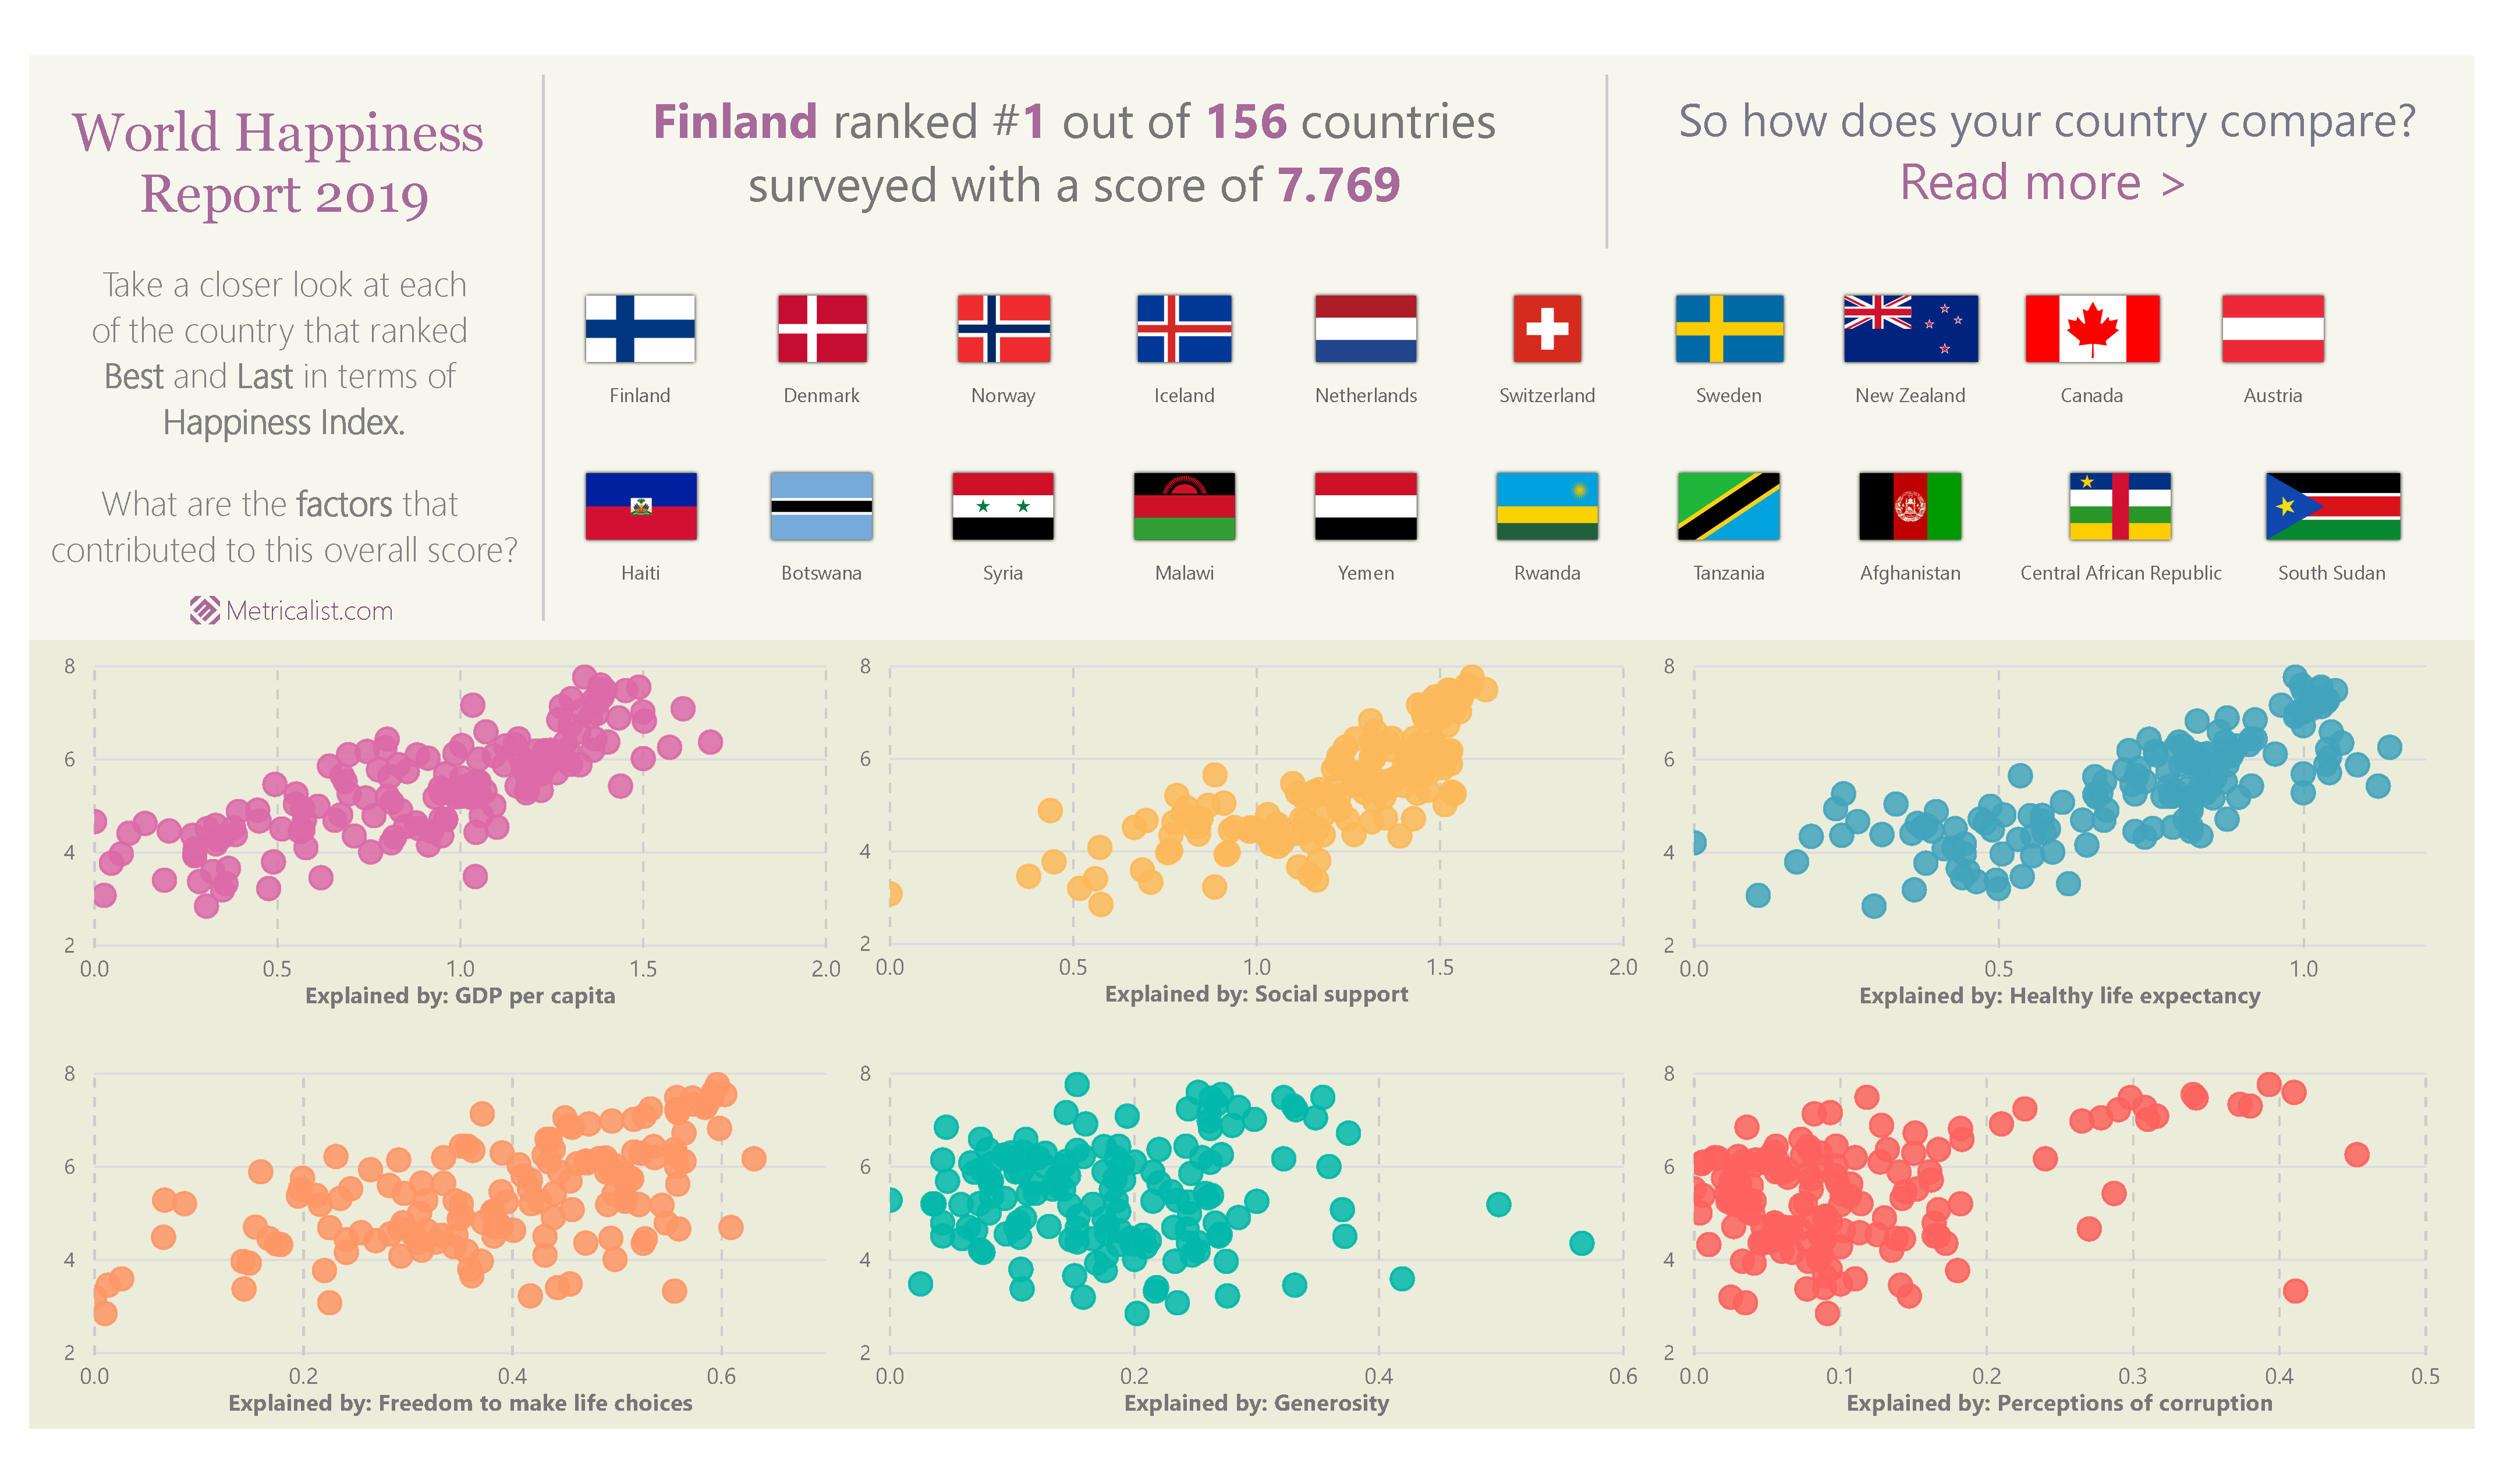 World Happiness
Report 2019
Take a closer look at each
of the country that ranked
Best and Last in terms of
Happiness Index.
What are the factors that
contributed to this overall score?
Metricalist.com
Finland ranked #1 out of 156 countries
surveyed with a score of 7.769
So how does your country compare?
Read more >
Finland Denmark Norway Iceland Netherlands Switzerland Sweden New Zealand Canada Austria
Haiti Botswana Syria Malawi Yemen Rwanda Tanzania Afghanistan Central African Republic South Sudan
8
6
4
2
0.0 0.5 1.0 1.5 2.0
Explained by: GDP per capita
8
6
4
2
0.0 0.5 1.0 1.5 2.0
Explained by: Social support
8
6
4
2
0.0 0.5 1.0
Explained by: Healthy life expectancy
8
6
4
2
0.0 0.2 0.4 0.6
Explained by: Freedom to make life choices
8
6
4
2
0.0 0.2 0.4 0.6
Explained by: Generosity
8
6
4
2
0.0 0.1 0.2 0.3 0.4 0.5
Explained by: Perceptions of corruption